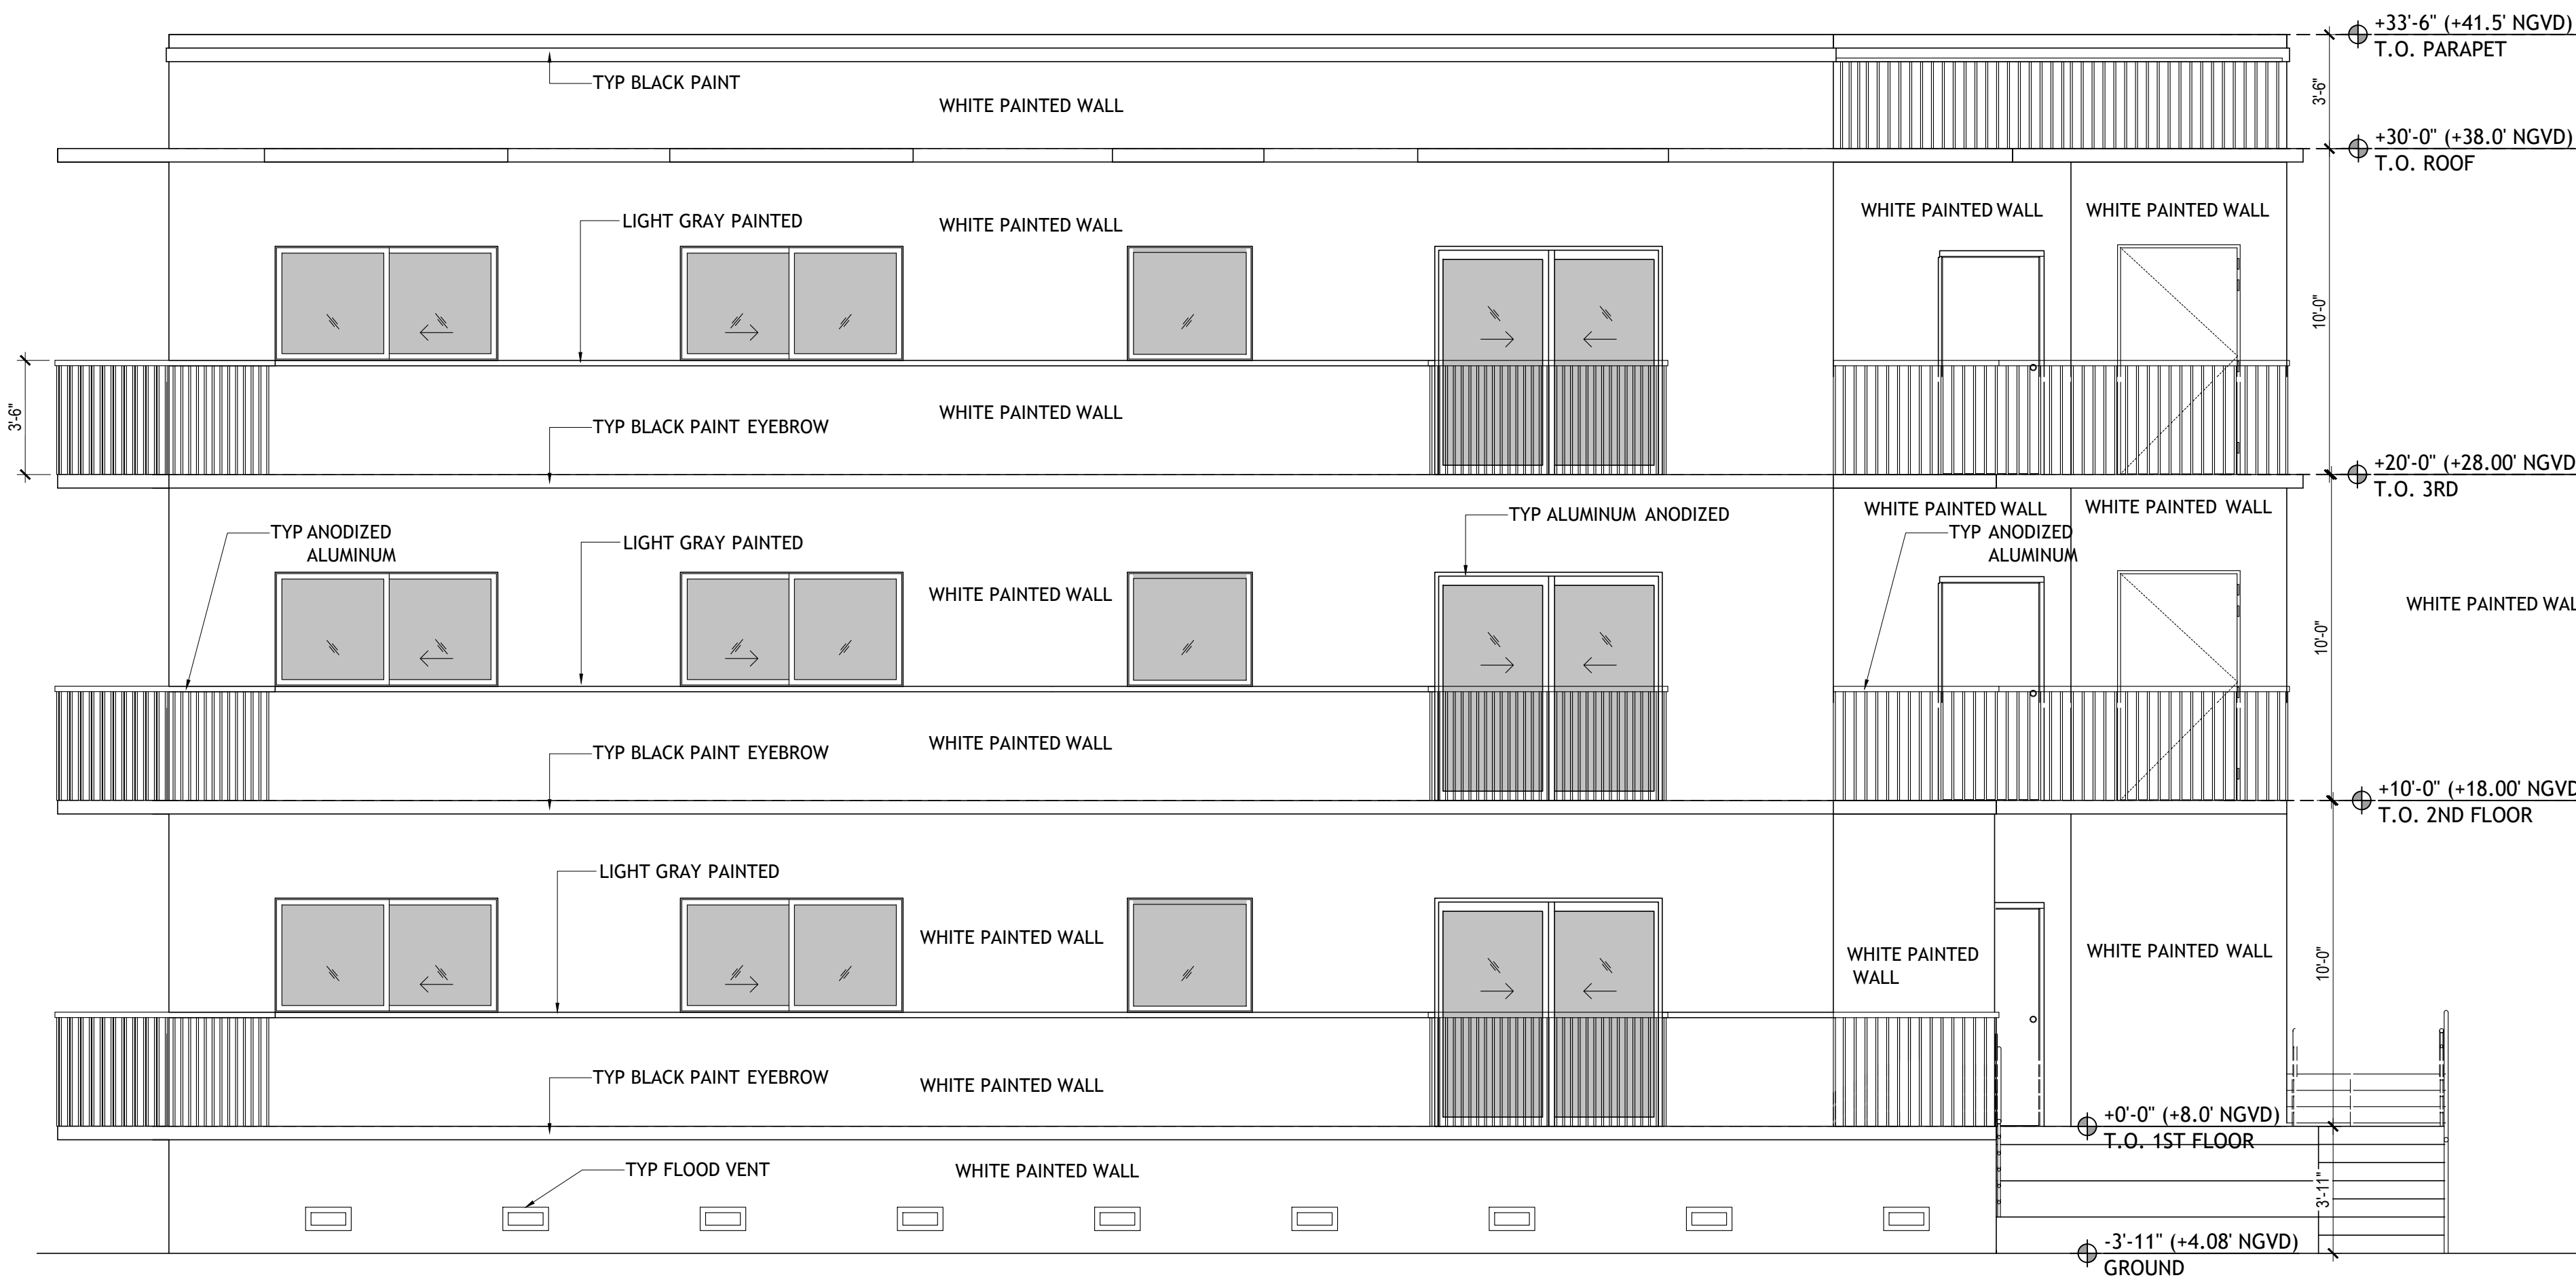 +33'-6" (+41.5' NGVD)
T.O. PARAPET
TYP BLACK PAINT
WHITE PAINTED WALL
3'-6"
+30'-0" (+38.0' NGVD)
T.O. ROOF
LIGHT GRAY PAINTED
WHITE PAINTED WALL
WHITE PAINTED WALL
WHITE PAINTED WALL
10'-0"
3'-6"
WHITE PAINTED WALL
TYP BLACK PAINT EYEBROW
+20'-0" (+28.00' NGVD
T.O. 3RD
TYP ANODIZED
ALUMINUM
LIGHT GRAY PAINTED
TYP ALUMINUM ANODIZED
WHITE PAINTED WALL
WHITE PAINTED WALL
TYP ANODIZED
ALUMINUM
WHITE PAINTED WALL
WHITE PAINTED WAL
10'-0"
WHITE PAINTED WALL
TYP BLACK PAINT EYEBROW
+10'-0" (+18.00' NGVD
T.O. 2ND FLOOR
LIGHT GRAY PAINTED
WHITE PAINTED WALL
WHITE PAINTED
WALL
WHITE PAINTED WALL
10'-0"
TYP BLACK PAINT EYEBROW
WHITE PAINTED WALL
+0'-0" (+8.0' NGVD)
T.O. 1ST FLOOR
TYP FLOOD VENT
WHITE PAINTED WALL
3'-11"
-3'-11" (+4.08' NGVD)
GROUND